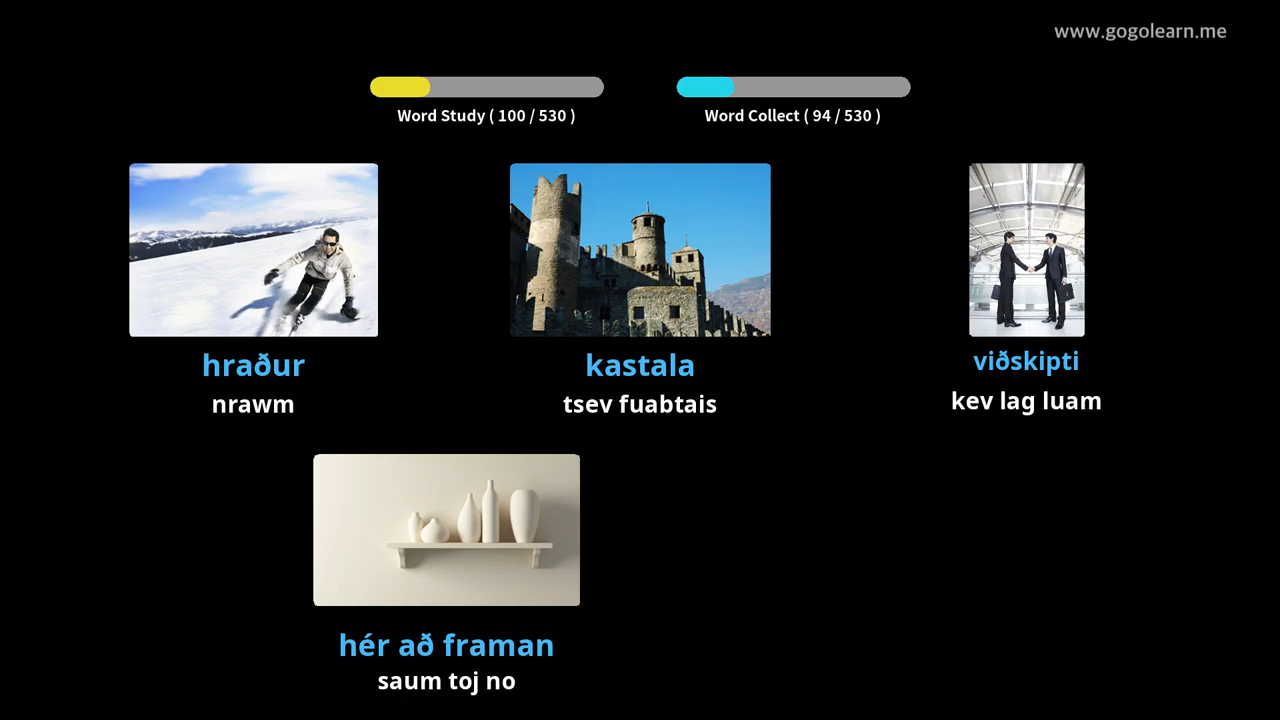 www.gogolearn.me
Word Study ( 100 / 530 )
Word Collect ( 94 / 530 )
hraður
nrawm
kastala
tsev fuabtais
viðskipti
kev lag luam
hér að framan
saum toj no